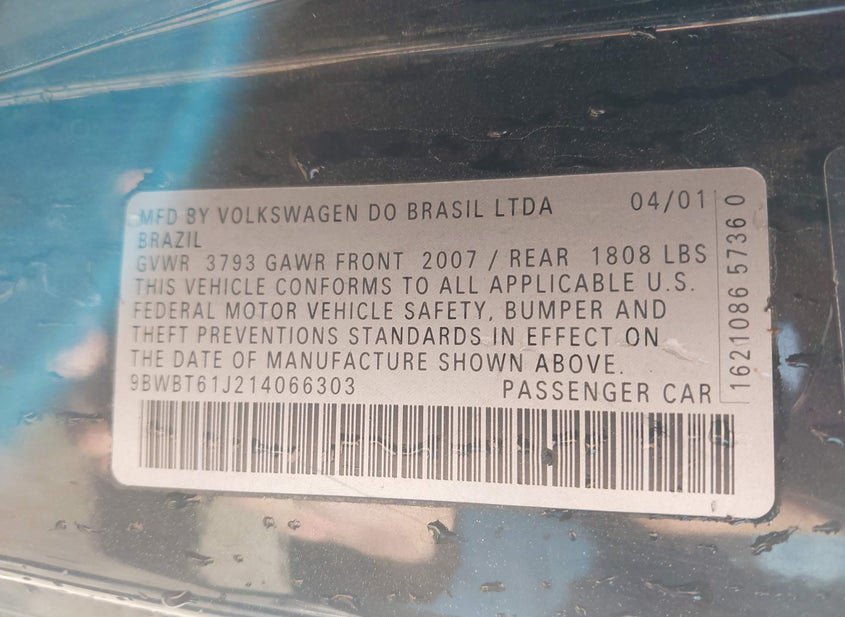 MFD BY VOLKSWAGEN DO BRASIL LTDA 04/01
BRAZIL
GVWR 3793 GAWR FRONT 2007 / REAR 1808 LBS
THIS VEHICLE CONFORMS TO ALL APPLICABLE U.S.
FEDERAL MOTOR VEHICLE SAFETY, BUMPER AND
THEFT PREVENTIONS STANDARDS IN EFFECT ON
THE DATE OF MANUFACTURE SHOWN ABOVE.
9BWBT61J214066303 PASSENGER CAR
1621086 5736 0